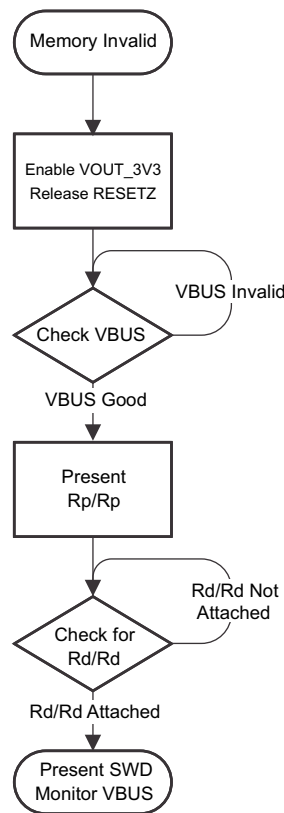 Memory Invalid
Enable VOUT_3V3
Release RESETZ
VBUS Invalid
Check VBUS
VBUS Good
Present
Rp/Rp
Rd/Rd Not
Attached
Check for
Rd/Rd
Rd/Rd Attached
Present SWD
Monitor VBUS